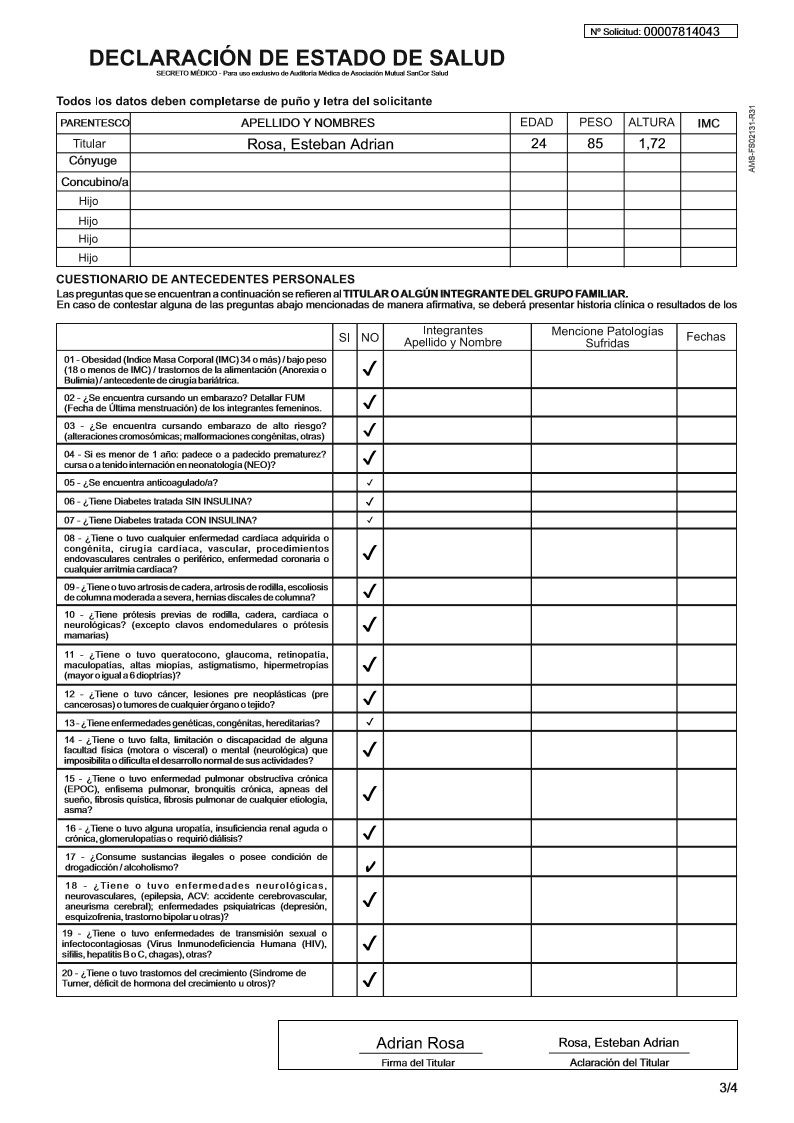 Nº Solicitud: 00007814043
DECLARACIÓN DE ESTADO DE SALUD
SECRETO MÉDICO - Para uso exclusivo de Auditoría Médica de Asociación Mutual SanCor Salud
Todos los datos deben completarse de puño y letra del solicitante
AMS-FS02131-R31
PARENTESCO APELLIDO Y NOMBRES EDAD PESO ALTURA IMC
Titular Rosa, Esteban Adrian 24 85 1,72
Cónyuge
Concubino/a
Hijo
Hijo
Hijo
Hijo
CUESTIONARIO DE ANTECEDENTES PERSONALES
Las preguntas que se encuentran a continuación se refieren al TITULAR O ALGÚN INTEGRANTE DEL GRUPO FAMILIAR.
En caso de contestar alguna de las preguntas abajo mencionadas de manera afirmativa, se deberá presentar historia clínica o resultados de los
SI NO Integrantes Apellido y Nombre Mencione Patologías Sufridas Fechas
01 - Obesidad (Indice Masa Corporal (IMC) 34 o más) / bajo peso
(18 o menos de IMC) / trastornos de la alimentación (Anorexia o
Bulimia) / antecedente de cirugía bariátrica. ✓
02 - ¿Se encuentra cursando un embarazo? Detallar FUM
(Fecha de Última menstruación) de los integrantes femeninos. ✓
03 - ¿Se encuentra cursando embarazo de alto riesgo?
(alteraciones cromosómicas; malformaciones congénitas, otras) ✓
04 - Si es menor de 1 año: padece o a padecido prematurez?
cursa o a tenido internación en neonatología (NEO)? ✓
05 - ¿Se encuentra anticoagulado/a? ✓
06 - ¿Tiene Diabetes tratada SIN INSULINA? ✓
07 - ¿Tiene Diabetes tratada CON INSULINA? ✓
08 - ¿Tiene o tuvo cualquier enfermedad cardíaca adquirida o
congénita, cirugía cardíaca, vascular, procedimientos
endovasculares centrales o periférico, enfermedad coronaria o
cualquier arritmia cardíaca? ✓
09 - ¿Tiene o tuvo artrosis de cadera, artrosis de rodilla, escoliosis
de columna moderada a severa, hernias discales de columna? ✓
10 - ¿Tiene prótesis previas de rodilla, cadera, cardíaca o
neurológicas? (excepto clavos endomedulares o prótesis
mamarias) ✓
11 - ¿Tiene o tuvo queratocono, glaucoma, retinopatía,
maculopatías, altas miopías, astigmatismo, hipermetropías
(mayor o igual a 6 dioptrías)? ✓
12 - ¿Tiene o tuvo cáncer, lesiones pre neoplásticas (pre
cancerosas) o tumores de cualquier órgano o tejido? ✓
13 - ¿Tiene enfermedades genéticas, congénitas, hereditarias? ✓
14 - ¿Tiene o tuvo falta, limitación o discapacidad de alguna
facultad física (motora o visceral) o mental (neurológica) que
imposibilita o dificulta el desarrollo normal de sus actividades? ✓
15 - ¿Tiene o tuvo enfermedad pulmonar obstructiva crónica
(EPOC), enfisema pulmonar, bronquitis crónica, apneas del
sueño, fibrosis quística, fibrosis pulmonar de cualquier etiología,
asma? ✓
16 - ¿Tiene o tuvo alguna uropatía, insuficiencia renal aguda o
crónica, glomerulopatías o requirió diálisis? ✓
17 - ¿Consume sustancias ilegales o posee condición de
drogadicción / alcoholismo? ✓
18 - ¿Tiene o tuvo enfermedades neurológicas,
neurovasculares, (epilepsia, ACV: accidente cerebrovascular,
aneurisma cerebral); enfermedades psiquiatricas (depresión,
esquizofrenia, trastorno bipolar u otras)? ✓
19 - ¿Tiene o tuvo enfermedades de transmisión sexual o
infectocontagiosas (Virus Inmunodeficiencia Humana (HIV),
sífilis, hepatitis B o C, chagas), otras? ✓
20 - ¿Tiene o tuvo trastornos del crecimiento (Síndrome de
Turner, déficit de hormona del crecimiento u otros)? ✓
Adrian Rosa Rosa, Esteban Adrian
Firma del Titular Aclaración del Titular
3/4